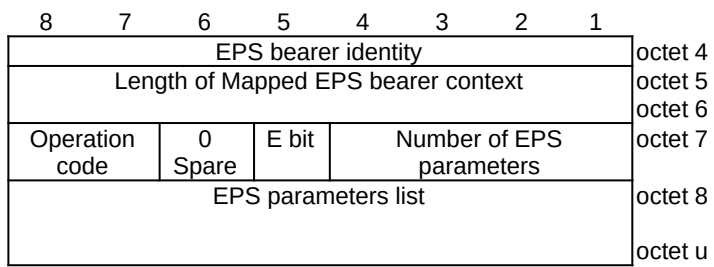 8 7 6 5 4 3 2 1
EPS bearer identity octet 4
Length of Mapped EPS bearer context octet 5
octet 6
Operation 0 E bit Number of EPS octet 7
code Spare parameters
EPS parameters list octet 8
octet u